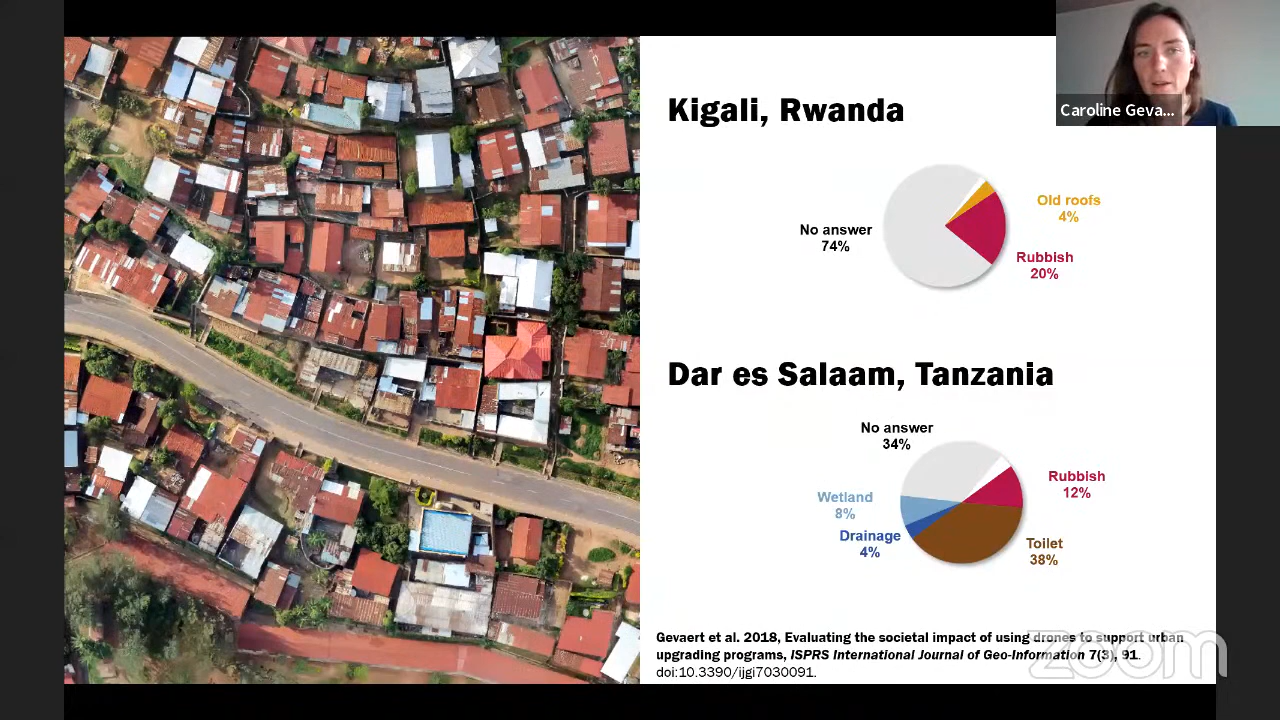 Caroline Geva...
Kigali, Rwanda
Old roofs
4%
No answer
74%
Rubbish
20%
Dar es Salaam, Tanzania
No answer
34%
Rubbish
12%
Wetland
8%
Drainage
4%
Toilet
38%
Gevaert et al. 2018, Evaluating the societal impact of using drones to support urban
upgrading programs, ISPRS International Journal of Geo-Information 7(3), 91.
doi:10.3390/ijgi7030091.
zoom